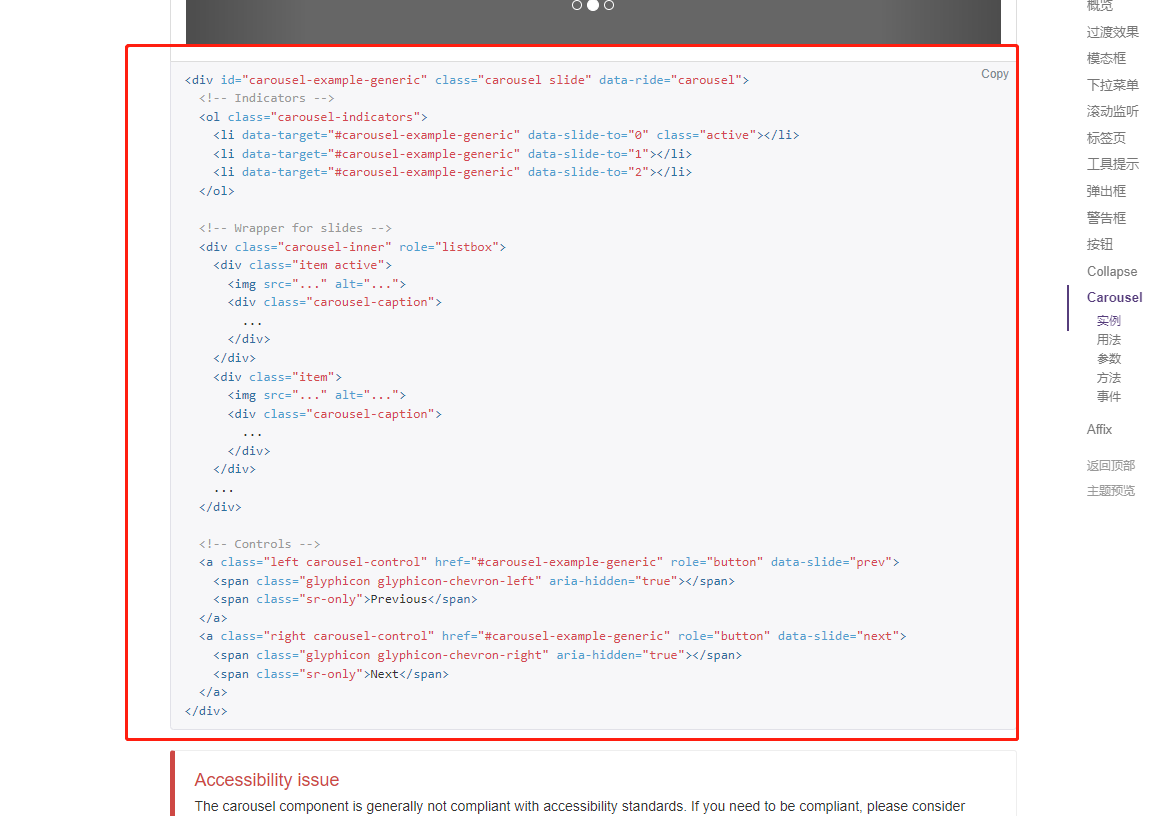 Copy
<div id="carousel-example-generic" class="carousel slide" data-ride="carousel">
  <!-- Indicators -->
  <ol class="carousel-indicators">
    <li data-target="#carousel-example-generic" data-slide-to="0" class="active"></li>
    <li data-target="#carousel-example-generic" data-slide-to="1"></li>
    <li data-target="#carousel-example-generic" data-slide-to="2"></li>
  </ol>

  <!-- Wrapper for slides -->
  <div class="carousel-inner" role="listbox">
    <div class="item active">
      <img src="..." alt="...">
      <div class="carousel-caption">
        ...
      </div>
    </div>
    <div class="item">
      <img src="..." alt="...">
      <div class="carousel-caption">
        ...
      </div>
    </div>
    ...
  </div>

  <!-- Controls -->
  <a class="left carousel-control" href="#carousel-example-generic" role="button" data-slide="prev">
    <span class="glyphicon glyphicon-chevron-left" aria-hidden="true"></span>
    <span class="sr-only">Previous</span>
  </a>
  <a class="right carousel-control" href="#carousel-example-generic" role="button" data-slide="next">
    <span class="glyphicon glyphicon-chevron-right" aria-hidden="true"></span>
    <span class="sr-only">Next</span>
  </a>
</div>
Accessibility issue
The carousel component is generally not compliant with accessibility standards. If you need to be compliant, please consider
概览
过渡效果
模态框
下拉菜单
滚动监听
标签页
工具提示
弹出框
警告框
按钮
Collapse
Carousel
实例
用法
参数
方法
事件
Affix
返回顶部
主题预览